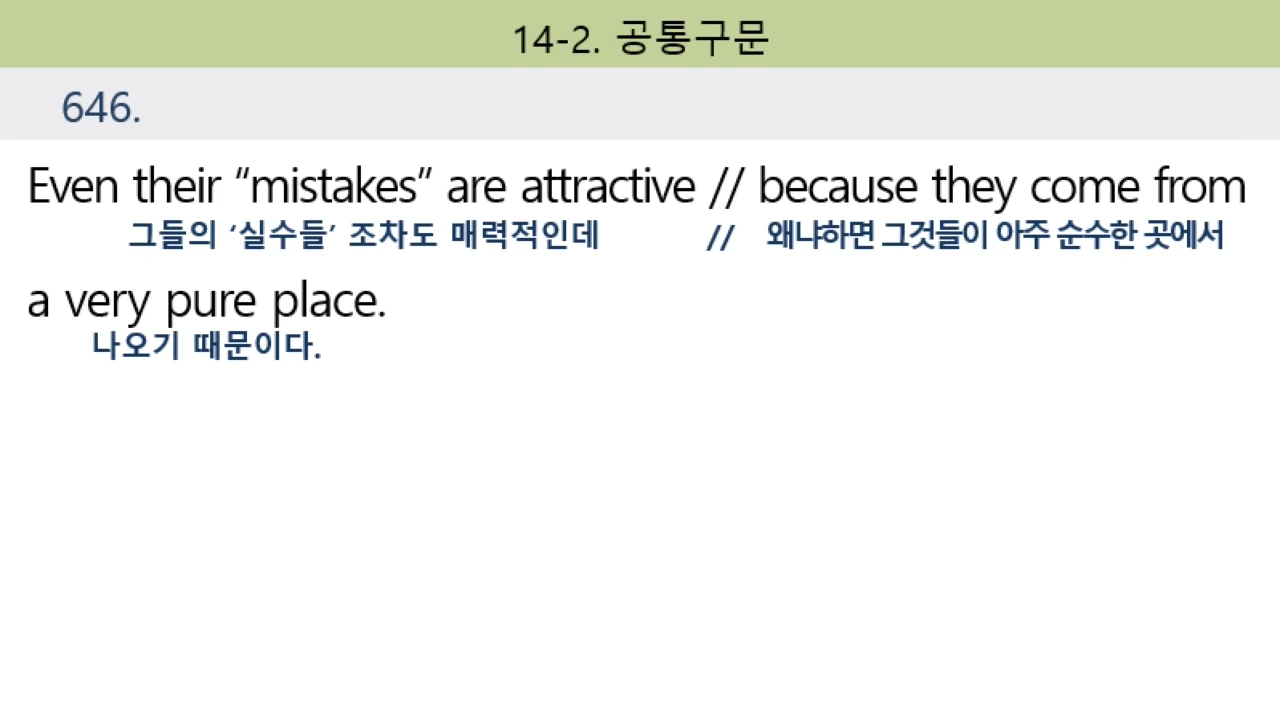 14-2. 공통구문
646.
Even their “mistakes” are attractive // because they come from
그들의 ‘실수들’ 조차도 매력적인데 // 왜냐하면 그것들이 아주 순수한 곳에서
a very pure place.
나오기 때문이다.